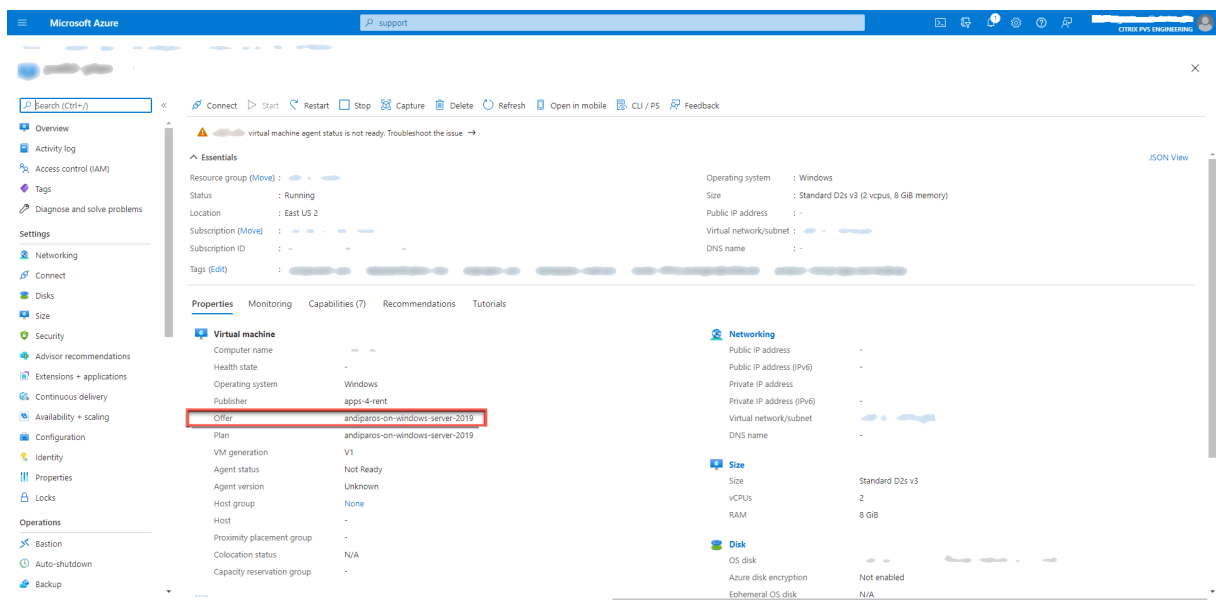 Microsoft Azure
support
1
CITRIX PVS ENGINEERING
Search (Ctrl+/)
«
Connect Start Restart Stop Capture Delete Refresh Open in mobile CLI / PS Feedback
Overview
Activity log
Access control (IAM)
Tags
Diagnose and solve problems
Settings
Networking
Connect
Disks
Size
Security
Advisor recommendations
Extensions + applications
Continuous delivery
Availability + scaling
Configuration
Identity
Properties
Locks
Operations
Bastion
Auto-shutdown
Backup
virtual machine agent status is not ready. Troubleshoot the issue →
Essentials
JSON View
Resource group (Move) :
Status : Running
Location : East US 2
Subscription (Move) :
Subscription ID :
Tags (Edit) :
Operating system : Windows
Size : Standard D2s v3 (2 vcpus, 8 GiB memory)
Public IP address : -
Virtual network/subnet :
DNS name : -
Properties Monitoring Capabilities (7) Recommendations Tutorials
Virtual machine
Computer name
Health state -
Operating system Windows
Publisher apps-4-rent
Offer andiparos-on-windows-server-2019
Plan andiparos-on-windows-server-2019
VM generation V1
Agent status Not Ready
Agent version Unknown
Host group None
Host -
Proximity placement group -
Colocation status N/A
Capacity reservation group -
Networking
Public IP address -
Public IP address (IPv6) -
Private IP address
Private IP address (IPv6) -
Virtual network/subnet
DNS name -
Size
Size Standard D2s v3
vCPUs 2
RAM 8 GiB
Disk
OS disk
Azure disk encryption Not enabled
Ephemeral OS disk N/A